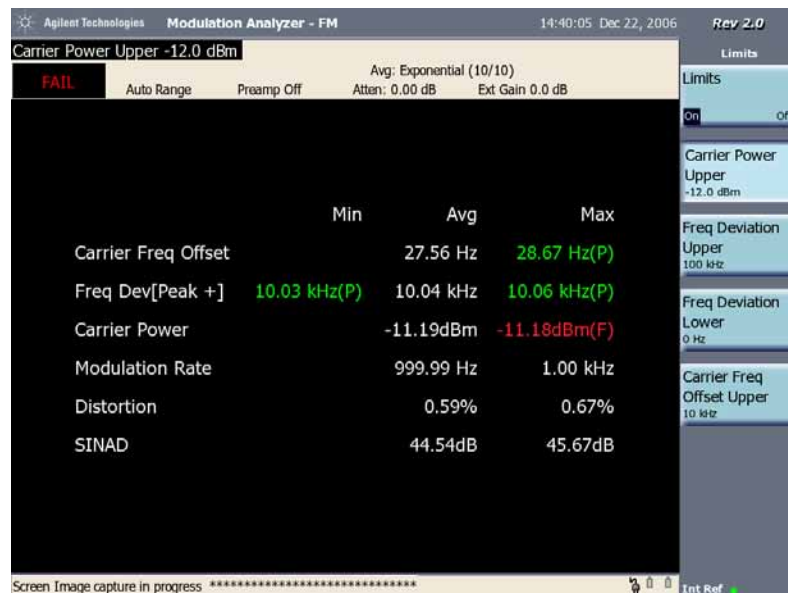 Agilent Technologies Modulation Analyzer - FM 14:40:05 Dec 22, 2006 Rev 2.0
Carrier Power Upper -12.0 dBm
Limits
FAIL
Avg: Exponential (10/10)
Auto Range Preamp Off Atten: 0.00 dB Ext Gain 0.0 dB
Limits
On Of
Carrier Power
Upper
-12.0 dBm
Freq Deviation
Upper
100 kHz
Freq Deviation
Lower
0 Hz
Carrier Freq
Offset Upper
10 kHz
Min Avg Max
Carrier Freq Offset 27.56 Hz 28.67 Hz(P)
Freq Dev[Peak +] 10.03 kHz(P) 10.04 kHz 10.06 kHz(P)
Carrier Power -11.19dBm -11.18dBm(F)
Modulation Rate 999.99 Hz 1.00 kHz
Distortion 0.59% 0.67%
SINAD 44.54dB 45.67dB
Screen Image capture in progress ******************************
Int Ref